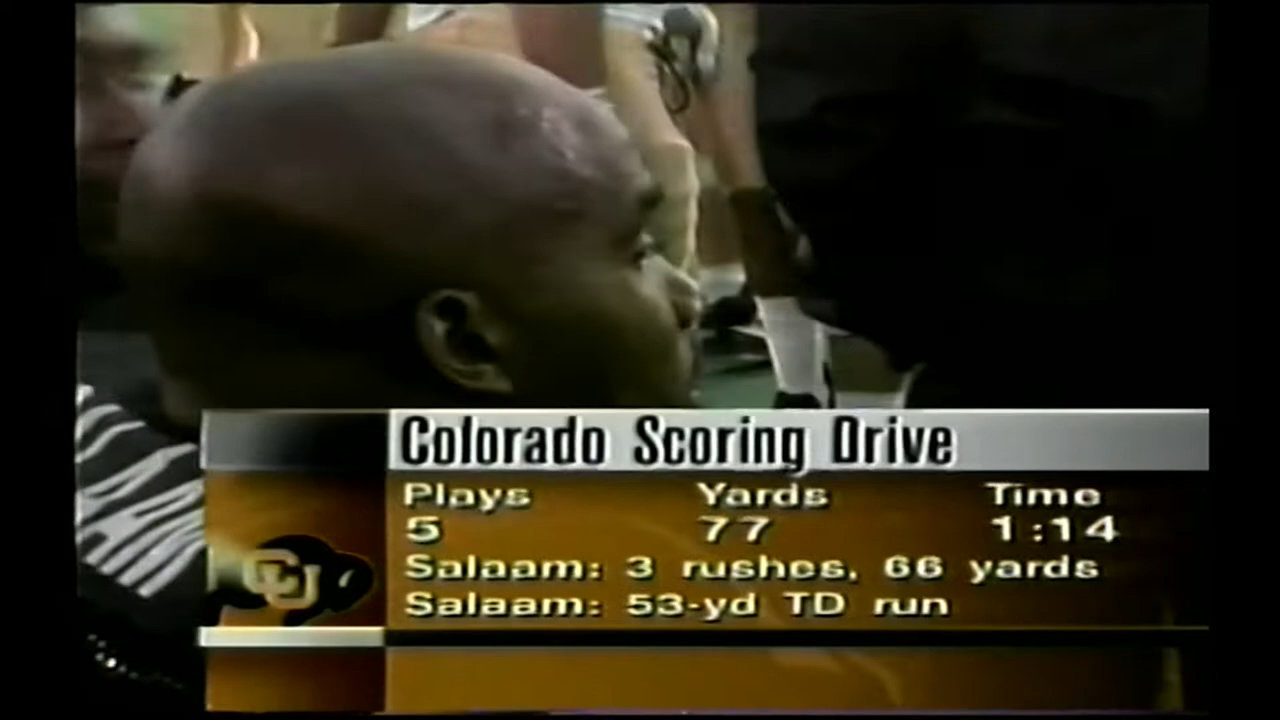 Colorado Scoring Drive
Plays Yards Time
5 77 1:14
Salaam: 3 rushes, 66 yards
Salaam: 53-yd TD run
CU